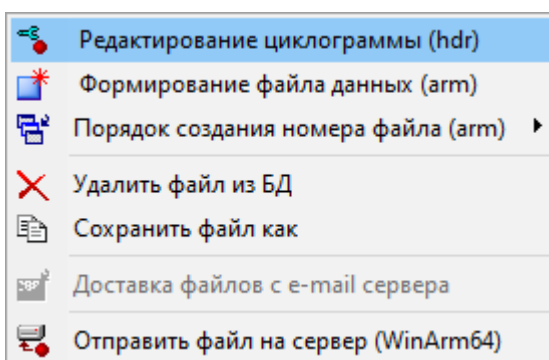 Редактирование циклограммы (hdr)
Формирование файла данных (arm)
Порядок создания номера файла (arm)
Удалить файл из БД
Сохранить файл как
Доставка файлов с e-mail сервера
Отправить файл на сервер (WinArm64)